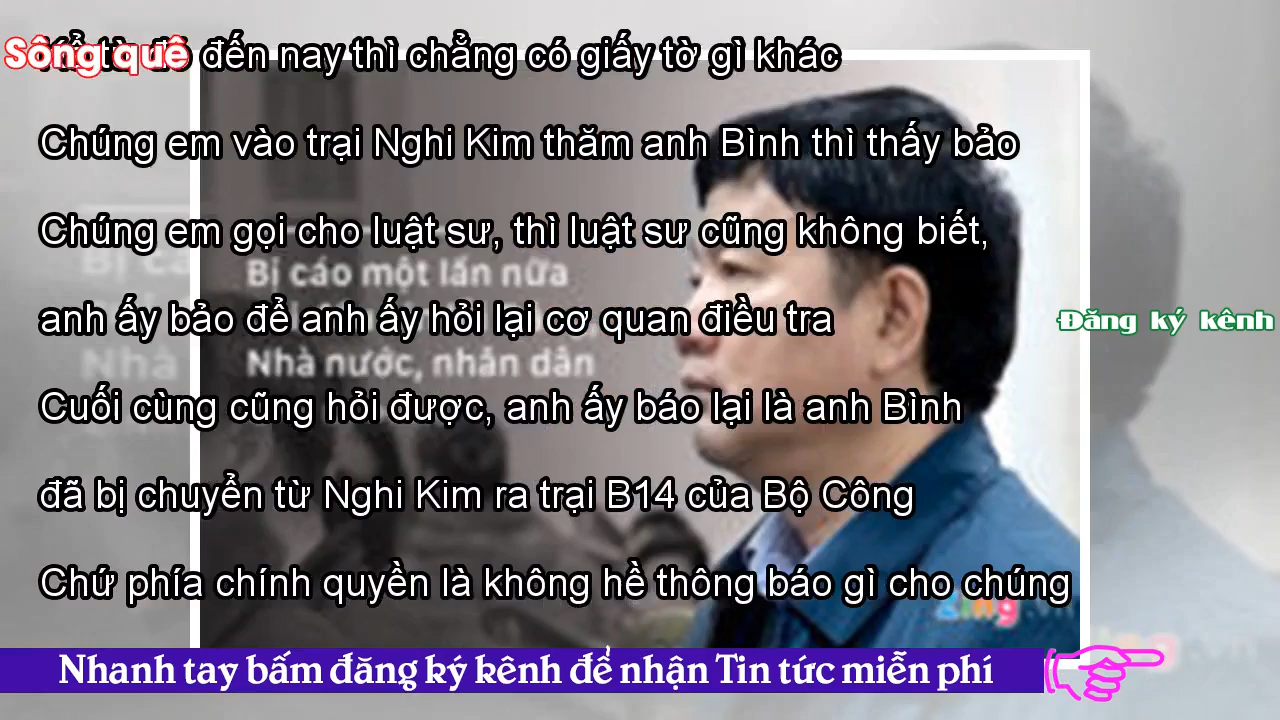 Sông quê
đến nay thì chẳng có giấy tờ gì khác
Chúng em vào trại Nghi Kim thăm anh Bình thì thấy bảo
Chúng em gọi cho luật sư, thì luật sư cũng không biết,
Bị cáo một lần nữa
anh ấy bảo để anh ấy hỏi lại cơ quan điều tra
Đăng ký kênh
Nhà nước, nhân dân
Cuối cùng cũng hỏi được, anh ấy báo lại là anh Bình
đã bị chuyển từ Nghi Kim ra trại B14 của Bộ Công
Chứ phía chính quyền là không hề thông báo gì cho chúng
zing.vn
Nhanh tay bấm đăng ký kênh để nhận Tin tức miễn phí